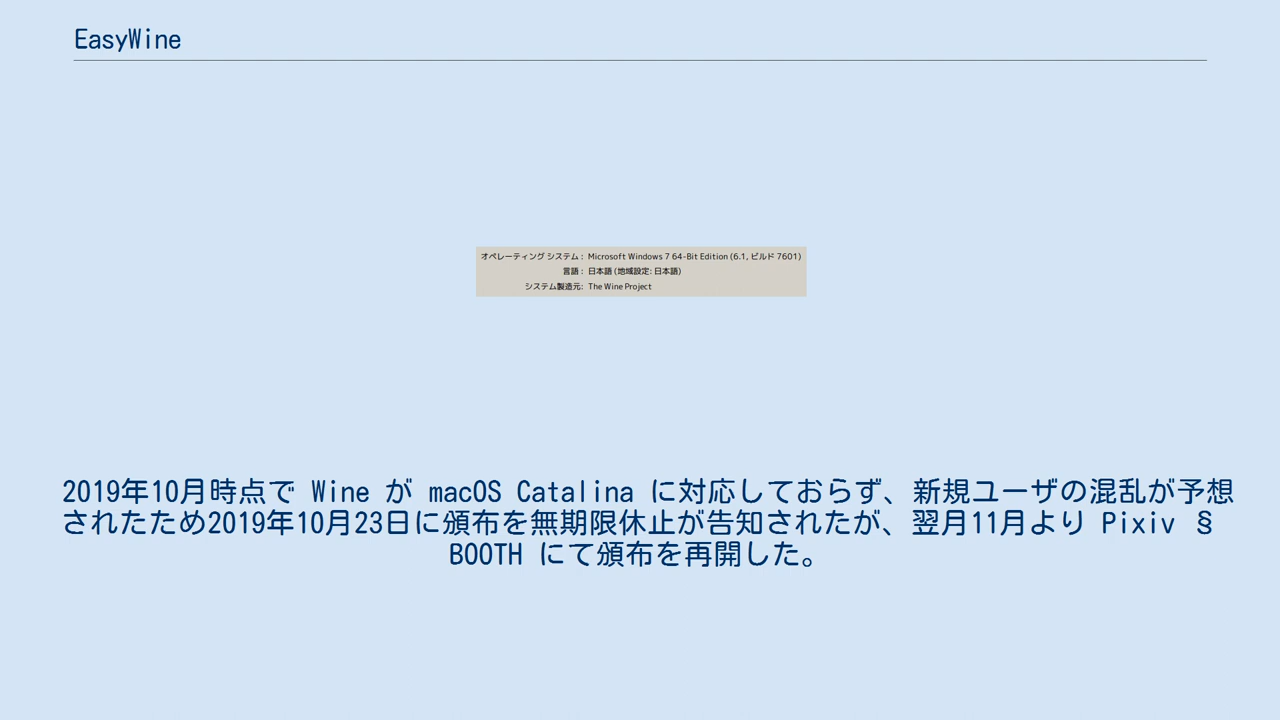 EasyWine
オペレーティング システム : Microsoft Windows 7 64-Bit Edition (6.1, ビルド 7601)
言語 : 日本語 (地域設定: 日本語)
システム製造元: The Wine Project
2019年10月時点で Wine が macOS Catalina に対応しておらず、新規ユーザの混乱が予想
されたため2019年10月23日に頒布を無期限休止が告知されたが、翌月11月より Pixiv §
BOOTH にて頒布を再開した。